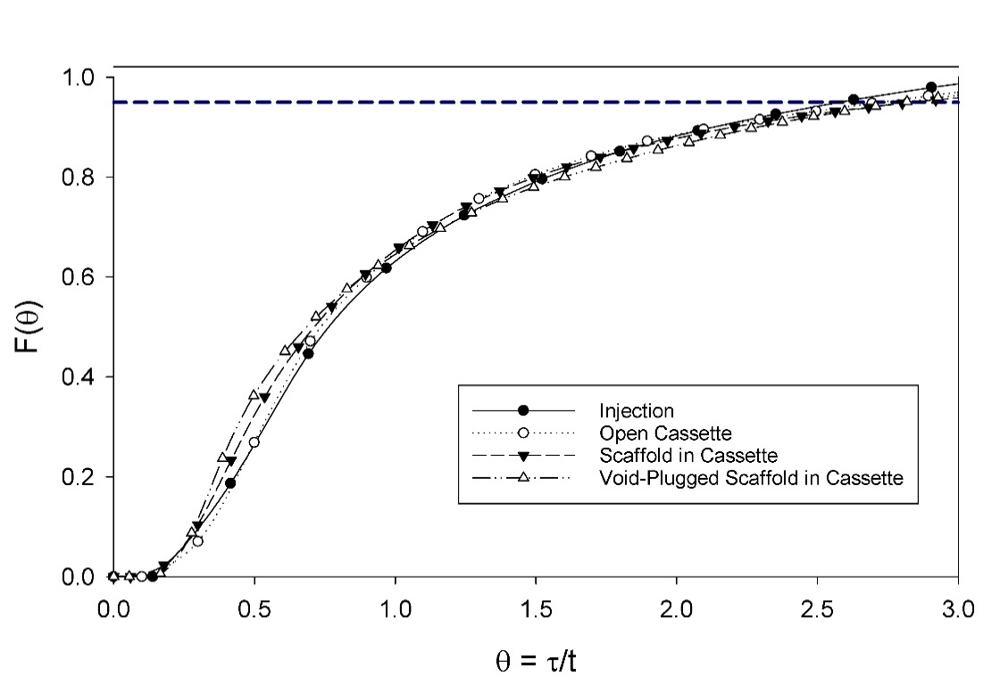 1.0
0.8
0.6
0.4
0.2
0.0
F(θ)
Injection
Open Cassette
Scaffold in Cassette
Void-Plugged Scaffold in Cassette
0.0 0.5 1.0 1.5 2.0 2.5 3.0
θ = τ/t